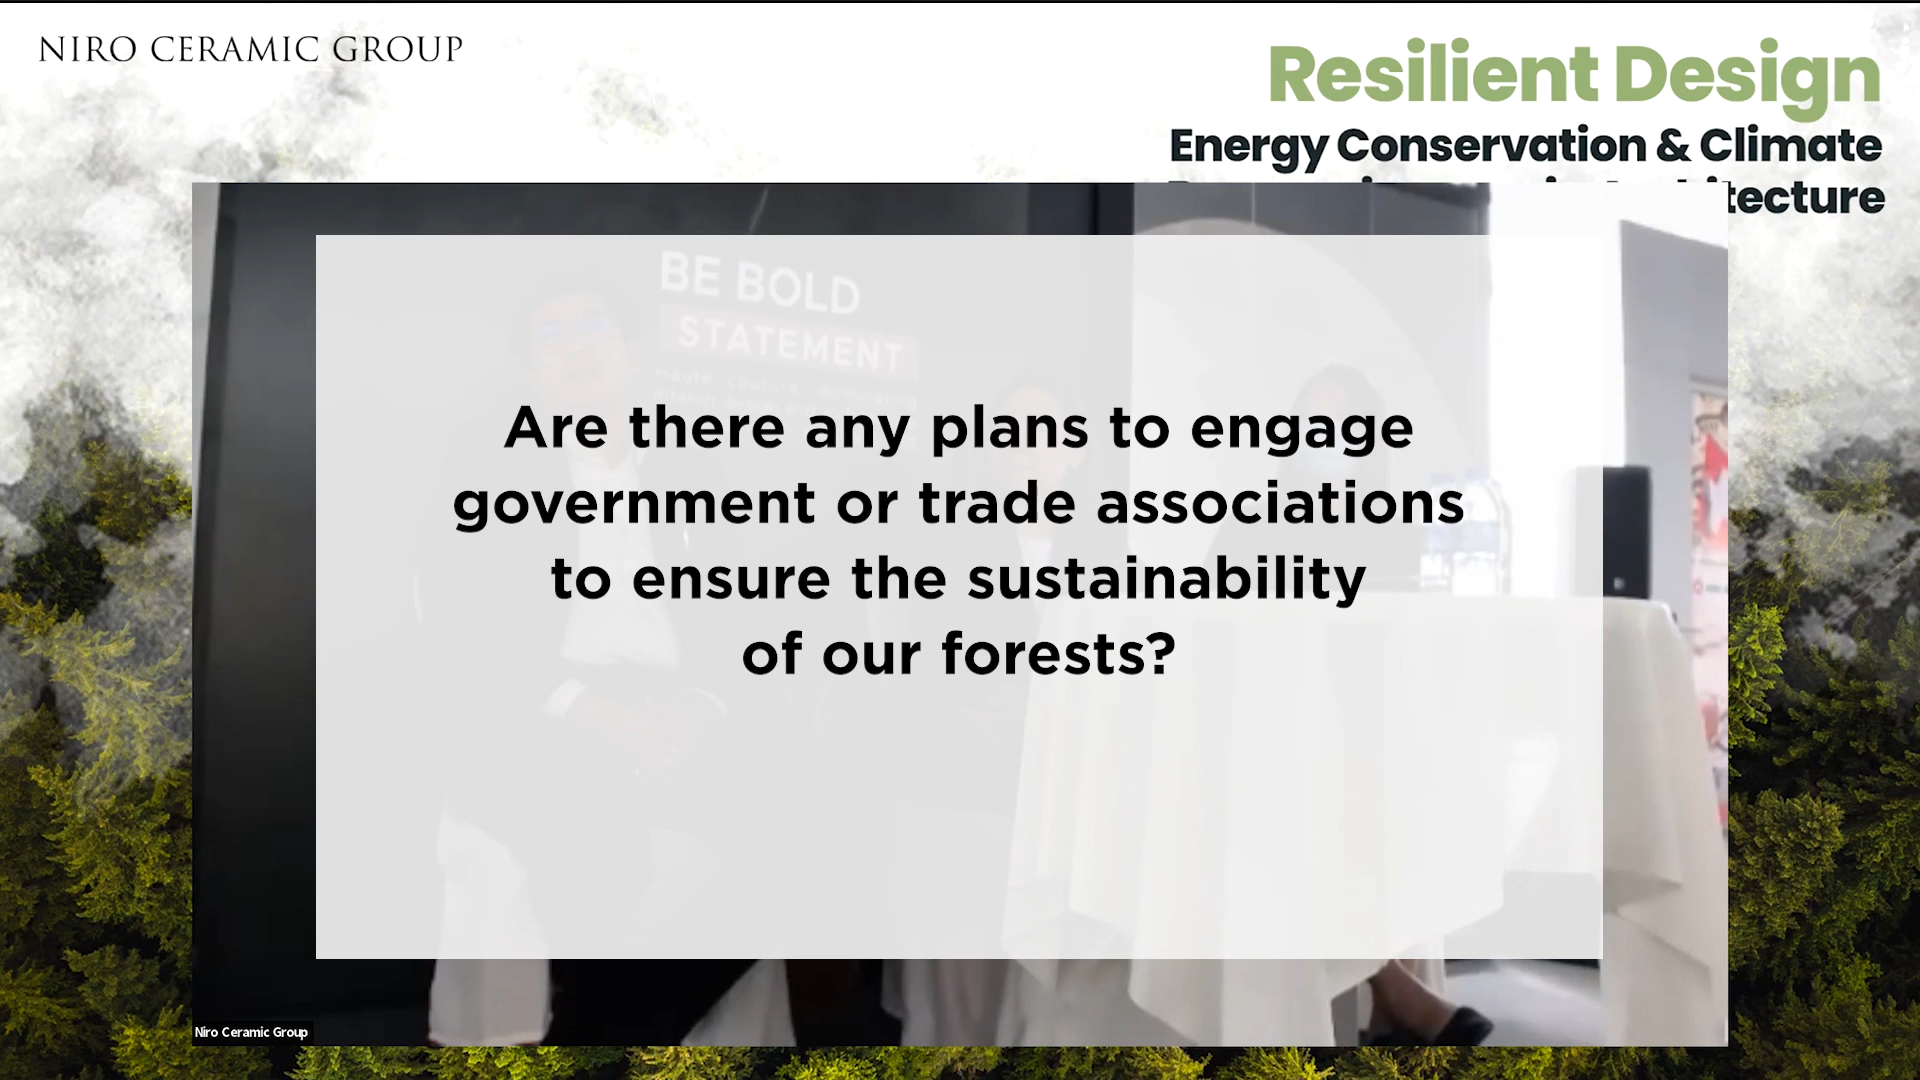 NIRO CERAMIC GROUP
Resilient Design
Energy Conservation & Climate
tecture
BE BOLD
STATEMENT
Are there any plans to engage
government or trade associations
to ensure the sustainability
of our forests?
Niro Ceramic Group